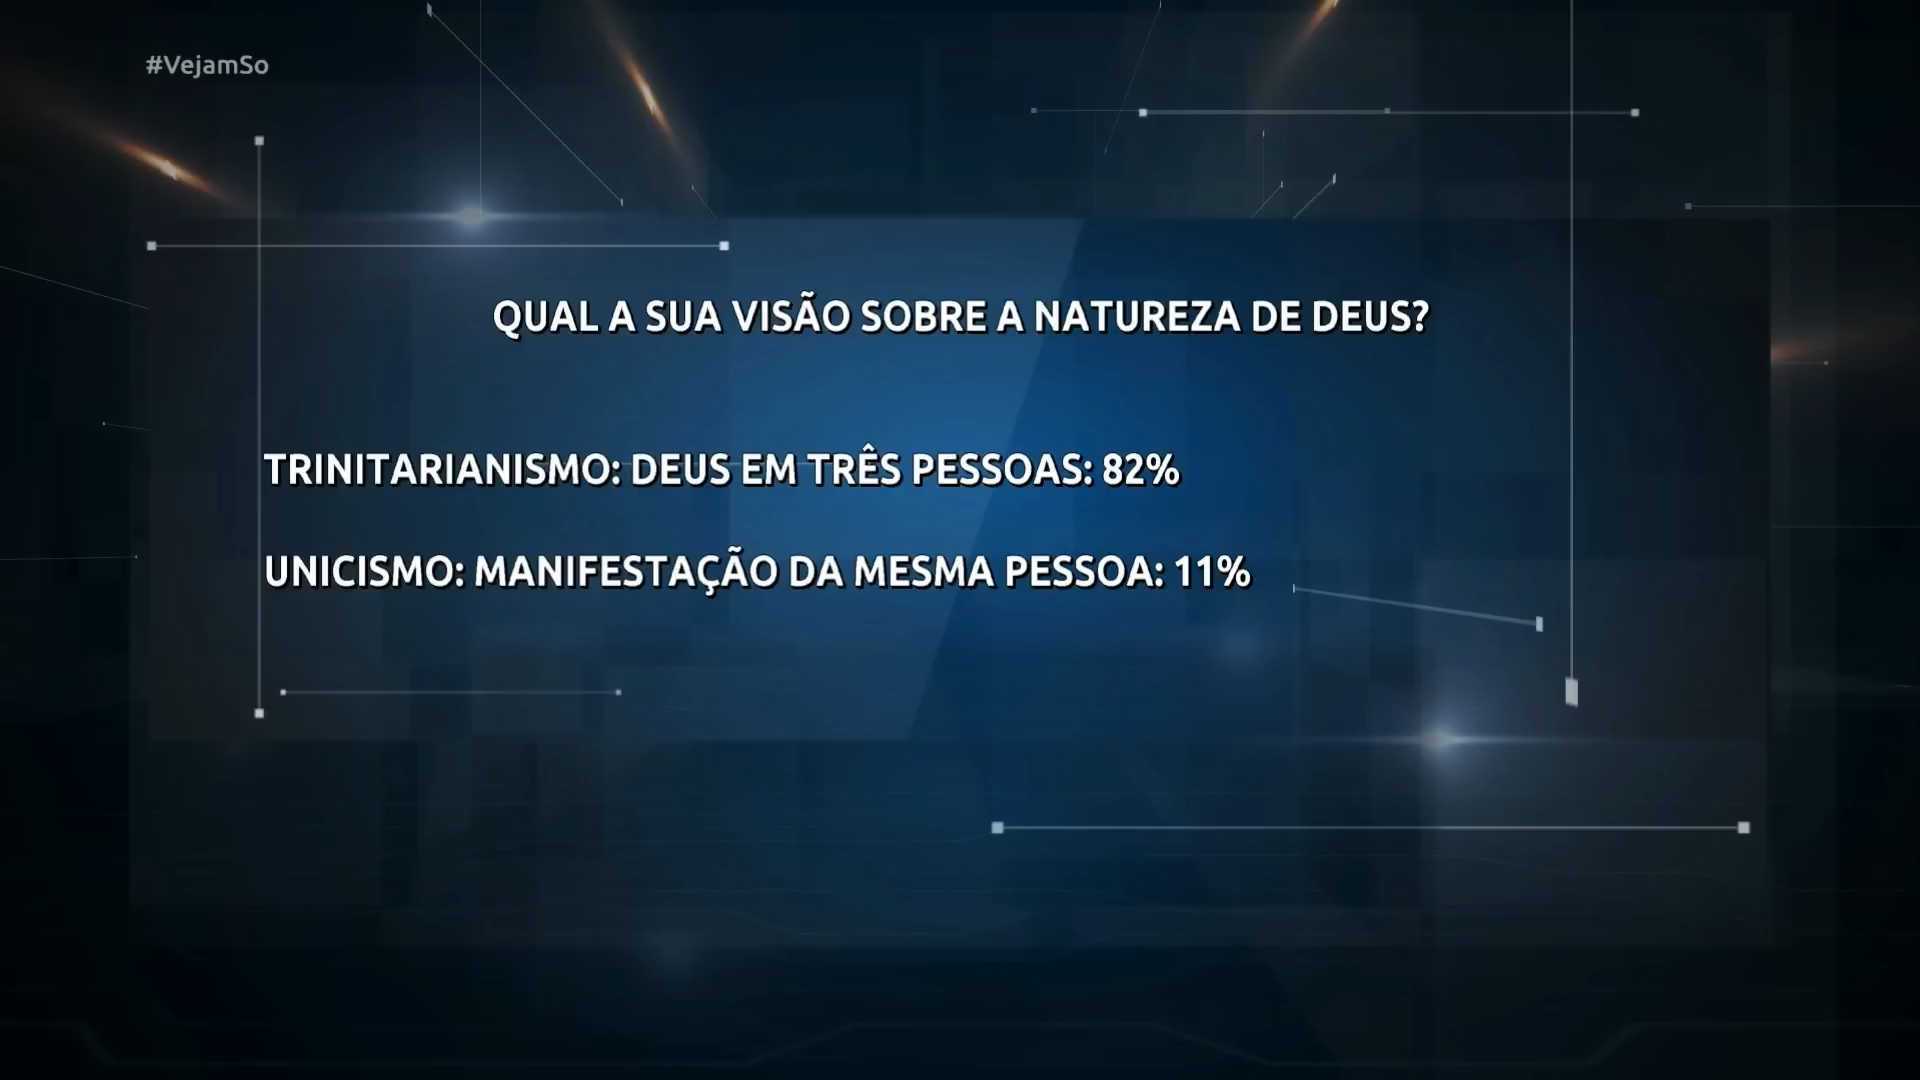 #VejamSo
QUAL A SUA VISÃO SOBRE A NATUREZA DE DEUS?
TRINITARIANISMO: DEUS EM TRÊS PESSOAS: 82%
UNICISMO: MANIFESTAÇÃO DA MESMA PESSOA: 11%